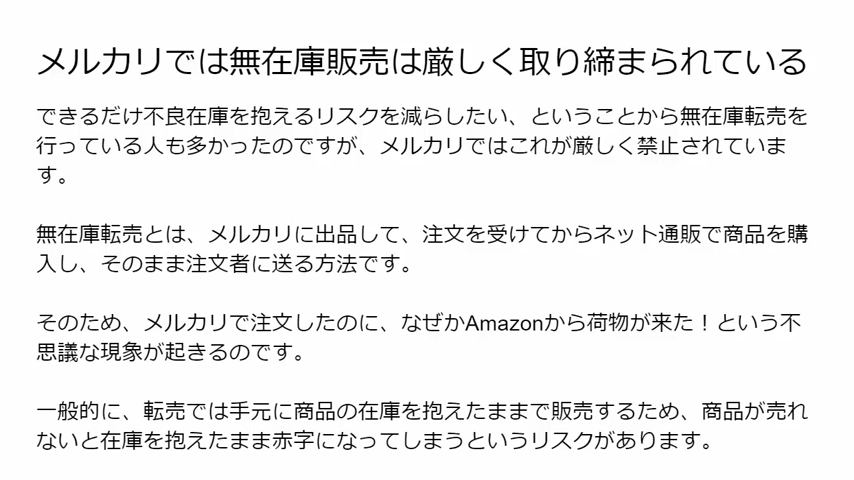 メルカリでは無在庫販売は厳しく取り締まられている
できるだけ不良在庫を抱えるリスクを減らしたい、ということから無在庫転売を
行っている人も多かったのですが、メルカリではこれが厳しく禁止されていま
す。
無在庫転売とは、メルカリに出品して、注文を受けてからネット通販で商品を購
入し、そのまま注文者に送る方法です。
そのため、メルカリで注文したのに、なぜかAmazonから荷物が来た！という不
思議な現象が起きるのです。
一般的に、転売では手元に商品の在庫を抱えたままで販売するため、商品が売れ
ないと在庫を抱えたまま赤字になってしまうというリスクがあります。